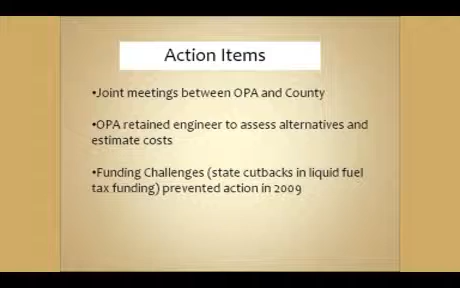 Action Items
•Joint meetings between OPA and County
•OPA retained engineer to assess alternatives and
estimate costs
•Funding Challenges (state cutbacks in liquid fuel
tax funding) prevented action in 2009